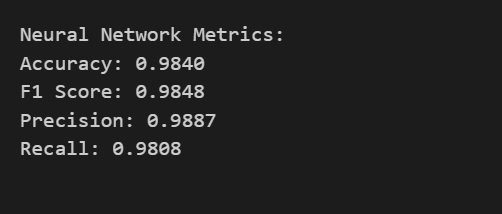 Neural Network Metrics:
Accuracy: 0.9840
F1 Score: 0.9848
Precision: 0.9887
Recall: 0.9808